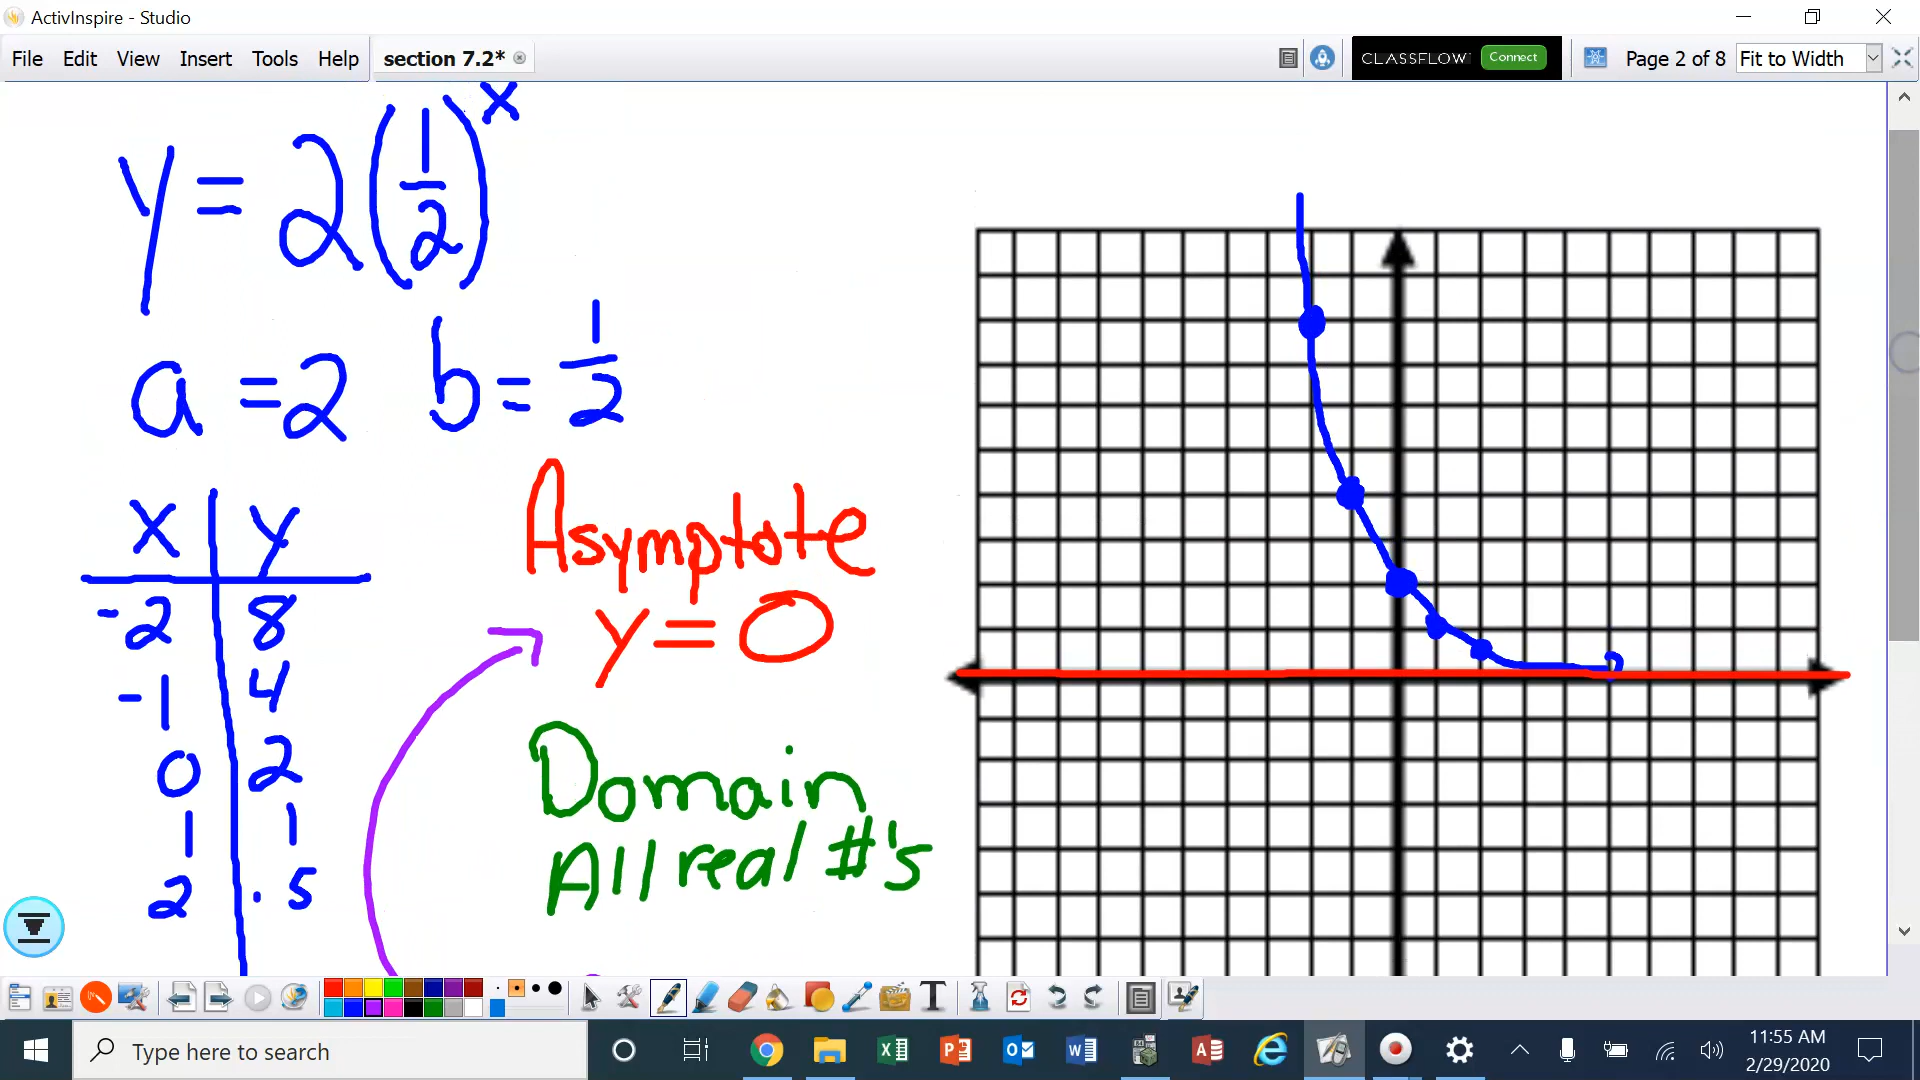 ActivInspire - Studio
File Edit View Insert Tools Help section 7.2* CLASSFLOW Connect Page 2 of 8 Fit to Width
y = 2(1/2)^x
a = 2 b = 1/2
x y
-2 8
-1 4
0 2
1 1
2 .5
Asymptote
y = 0
Domain
All real #'s
Type here to search
11:55 AM
2/29/2020